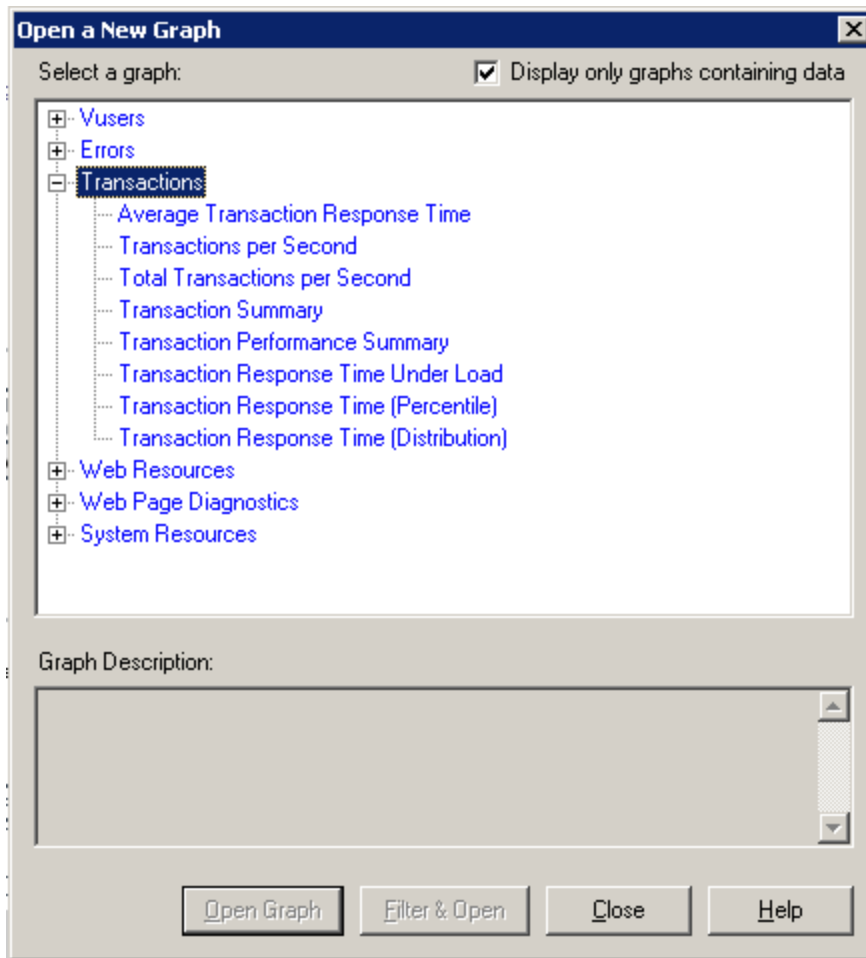 Open a New Graph
Select a graph: Display only graphs containing data
Vusers
Errors
Transactions
Average Transaction Response Time
Transactions per Second
Total Transactions per Second
Transaction Summary
Transaction Performance Summary
Transaction Response Time Under Load
Transaction Response Time (Percentile)
Transaction Response Time (Distribution)
Web Resources
Web Page Diagnostics
System Resources
Graph Description:
Open Graph Filter & Open Close Help